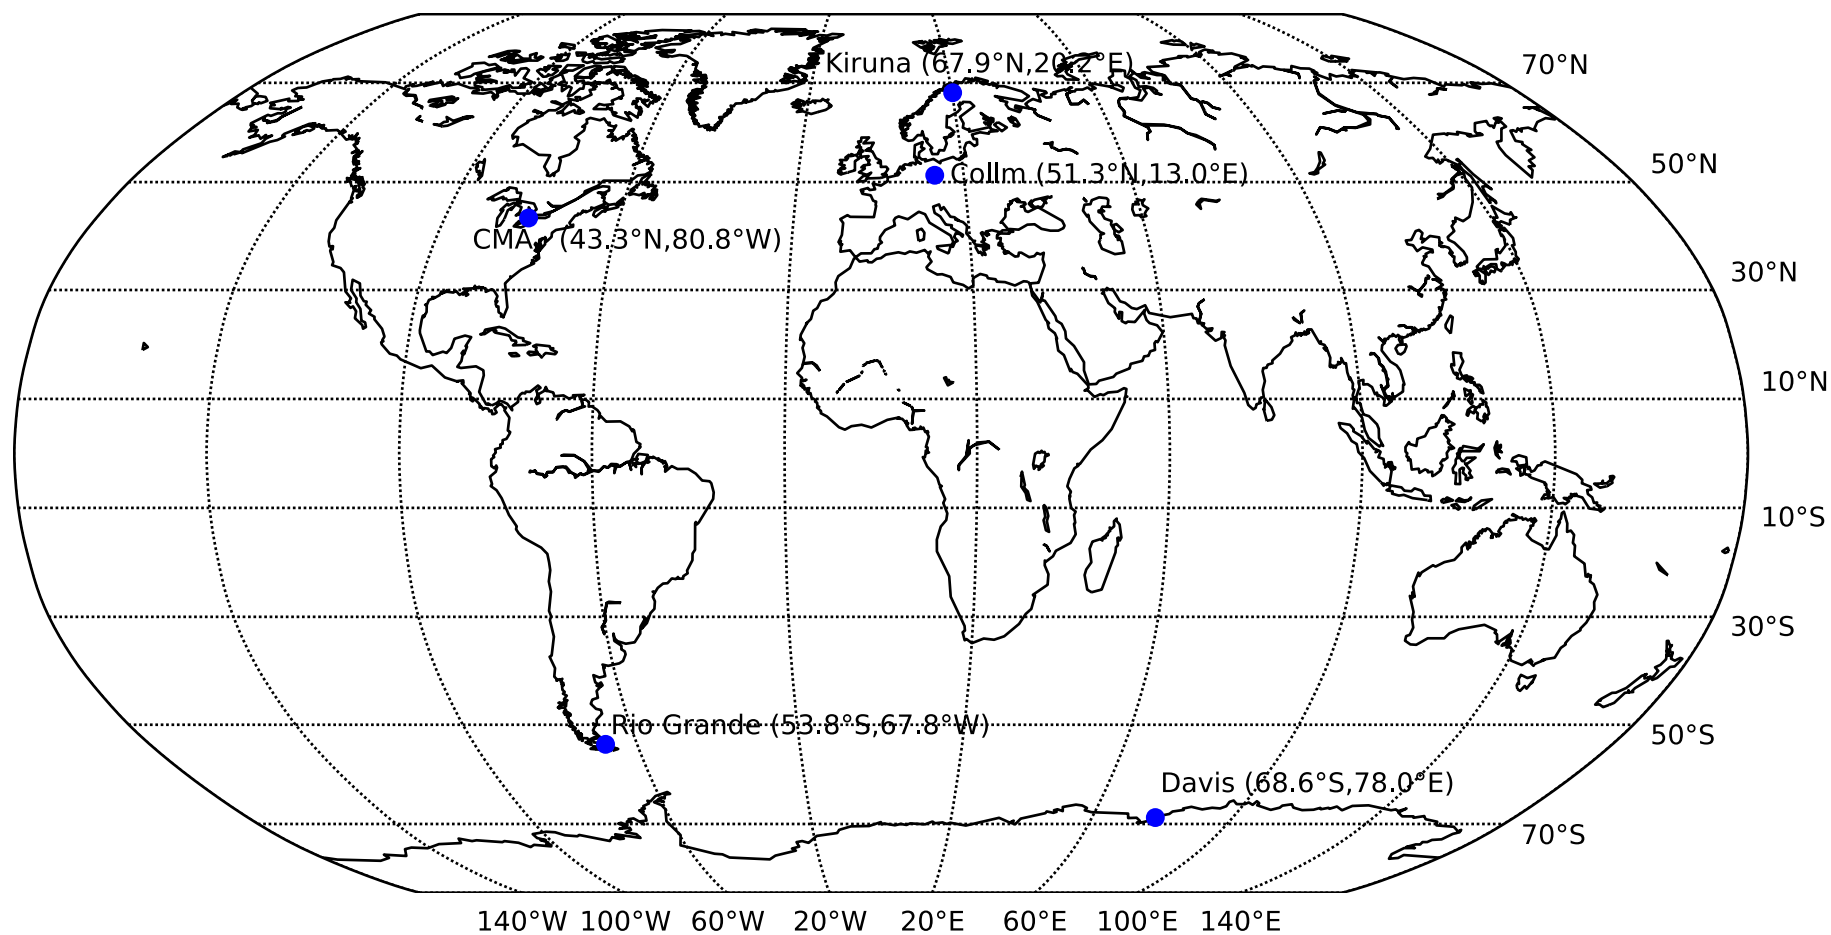 70°N
Kiruna (67.9°N,20.2°E)
50°N
Collm (51.3°N,13.0°E)
CMA (43.3°N,80.8°W)
30°N
10°N
10°S
30°S
Rio Grande (53.8°S,67.8°W)
50°S
Davis (68.6°S,78.0°E)
70°S
140°W 100°W 60°W 20°W 20°E 60°E 100°E 140°E